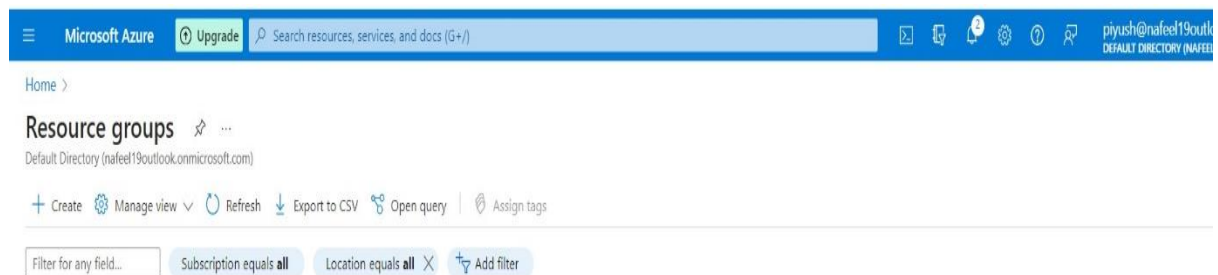 Microsoft Azure Upgrade Search resources, services, and docs (G+/) 2 piyush@nafeel19outlo
DEFAULT DIRECTORY (NAFEEL
Home >
Resource groups ...
Default Directory (nafeel19outlook.onmicrosoft.com)
+ Create Manage view Refresh Export to CSV Open query Assign tags
Filter for any field... Subscription equals all Location equals all Add filter